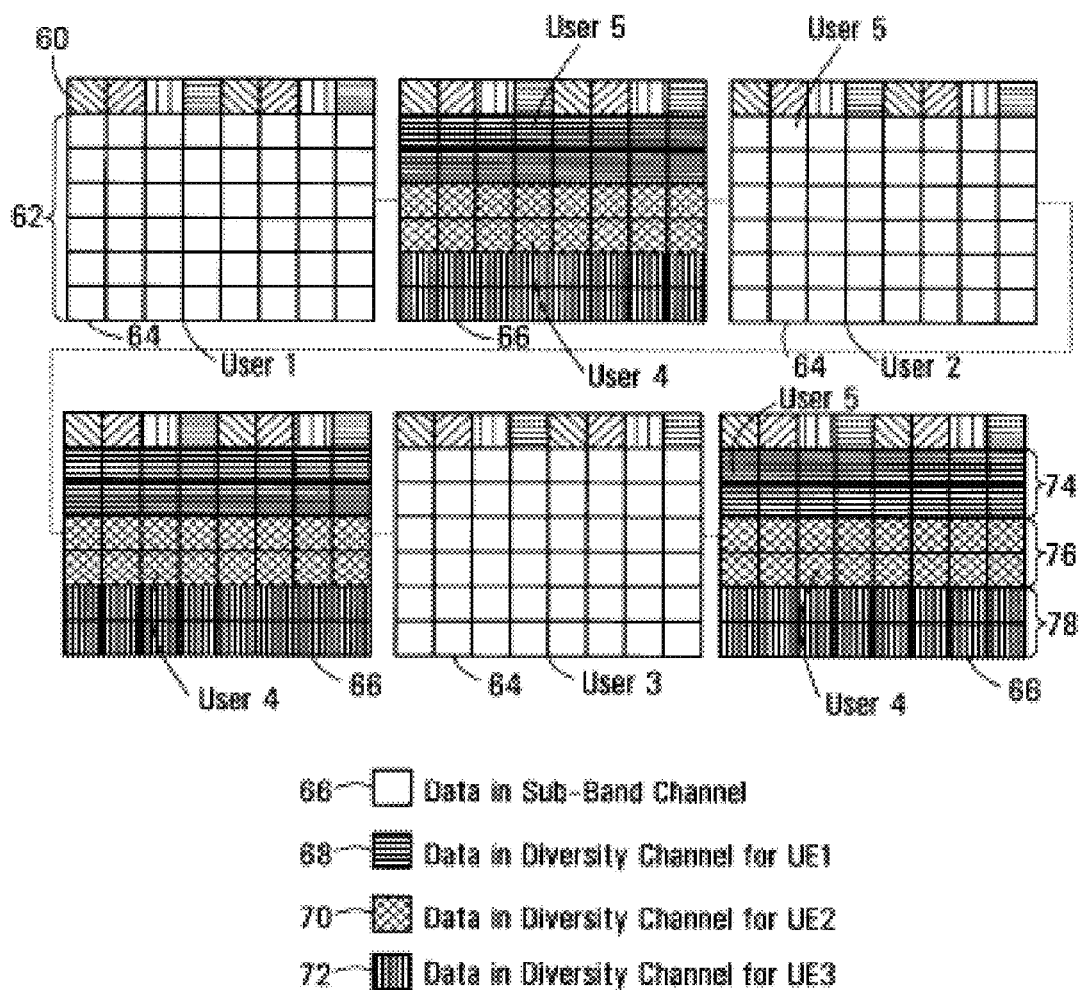 60
User 5
User 5
62
64
User 1
66
User 4
64
User 2
User 5
74
76
78
User 4
66
64
User 3
User 4
66
66 Data in Sub-Band Channel
68 Data in Diversity Channel for UE1
70 Data in Diversity Channel for UE2
72 Data in Diversity Channel for UE3